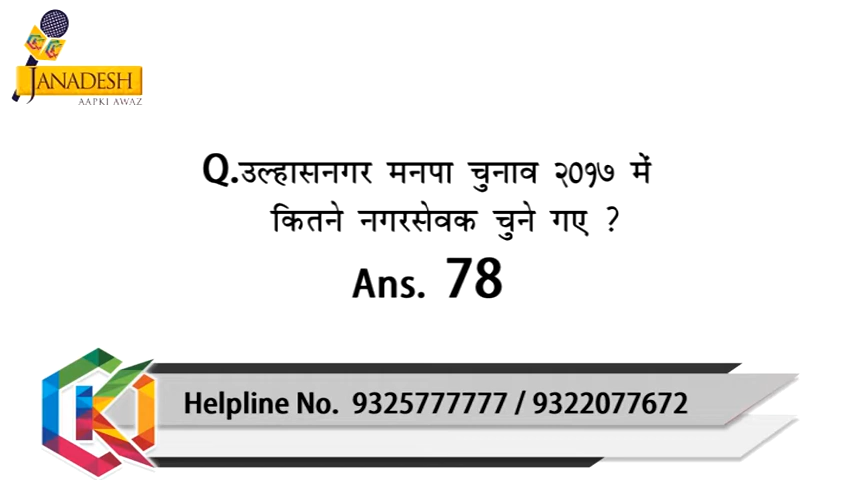 JANADESH
AAPKI AWAZ
Q.उल्हासनगर मनपा चुनाव २०१७ में
कितने नगरसेवक चुने गए ?
Ans. 78
Helpline No. 9325777777 / 9322077672